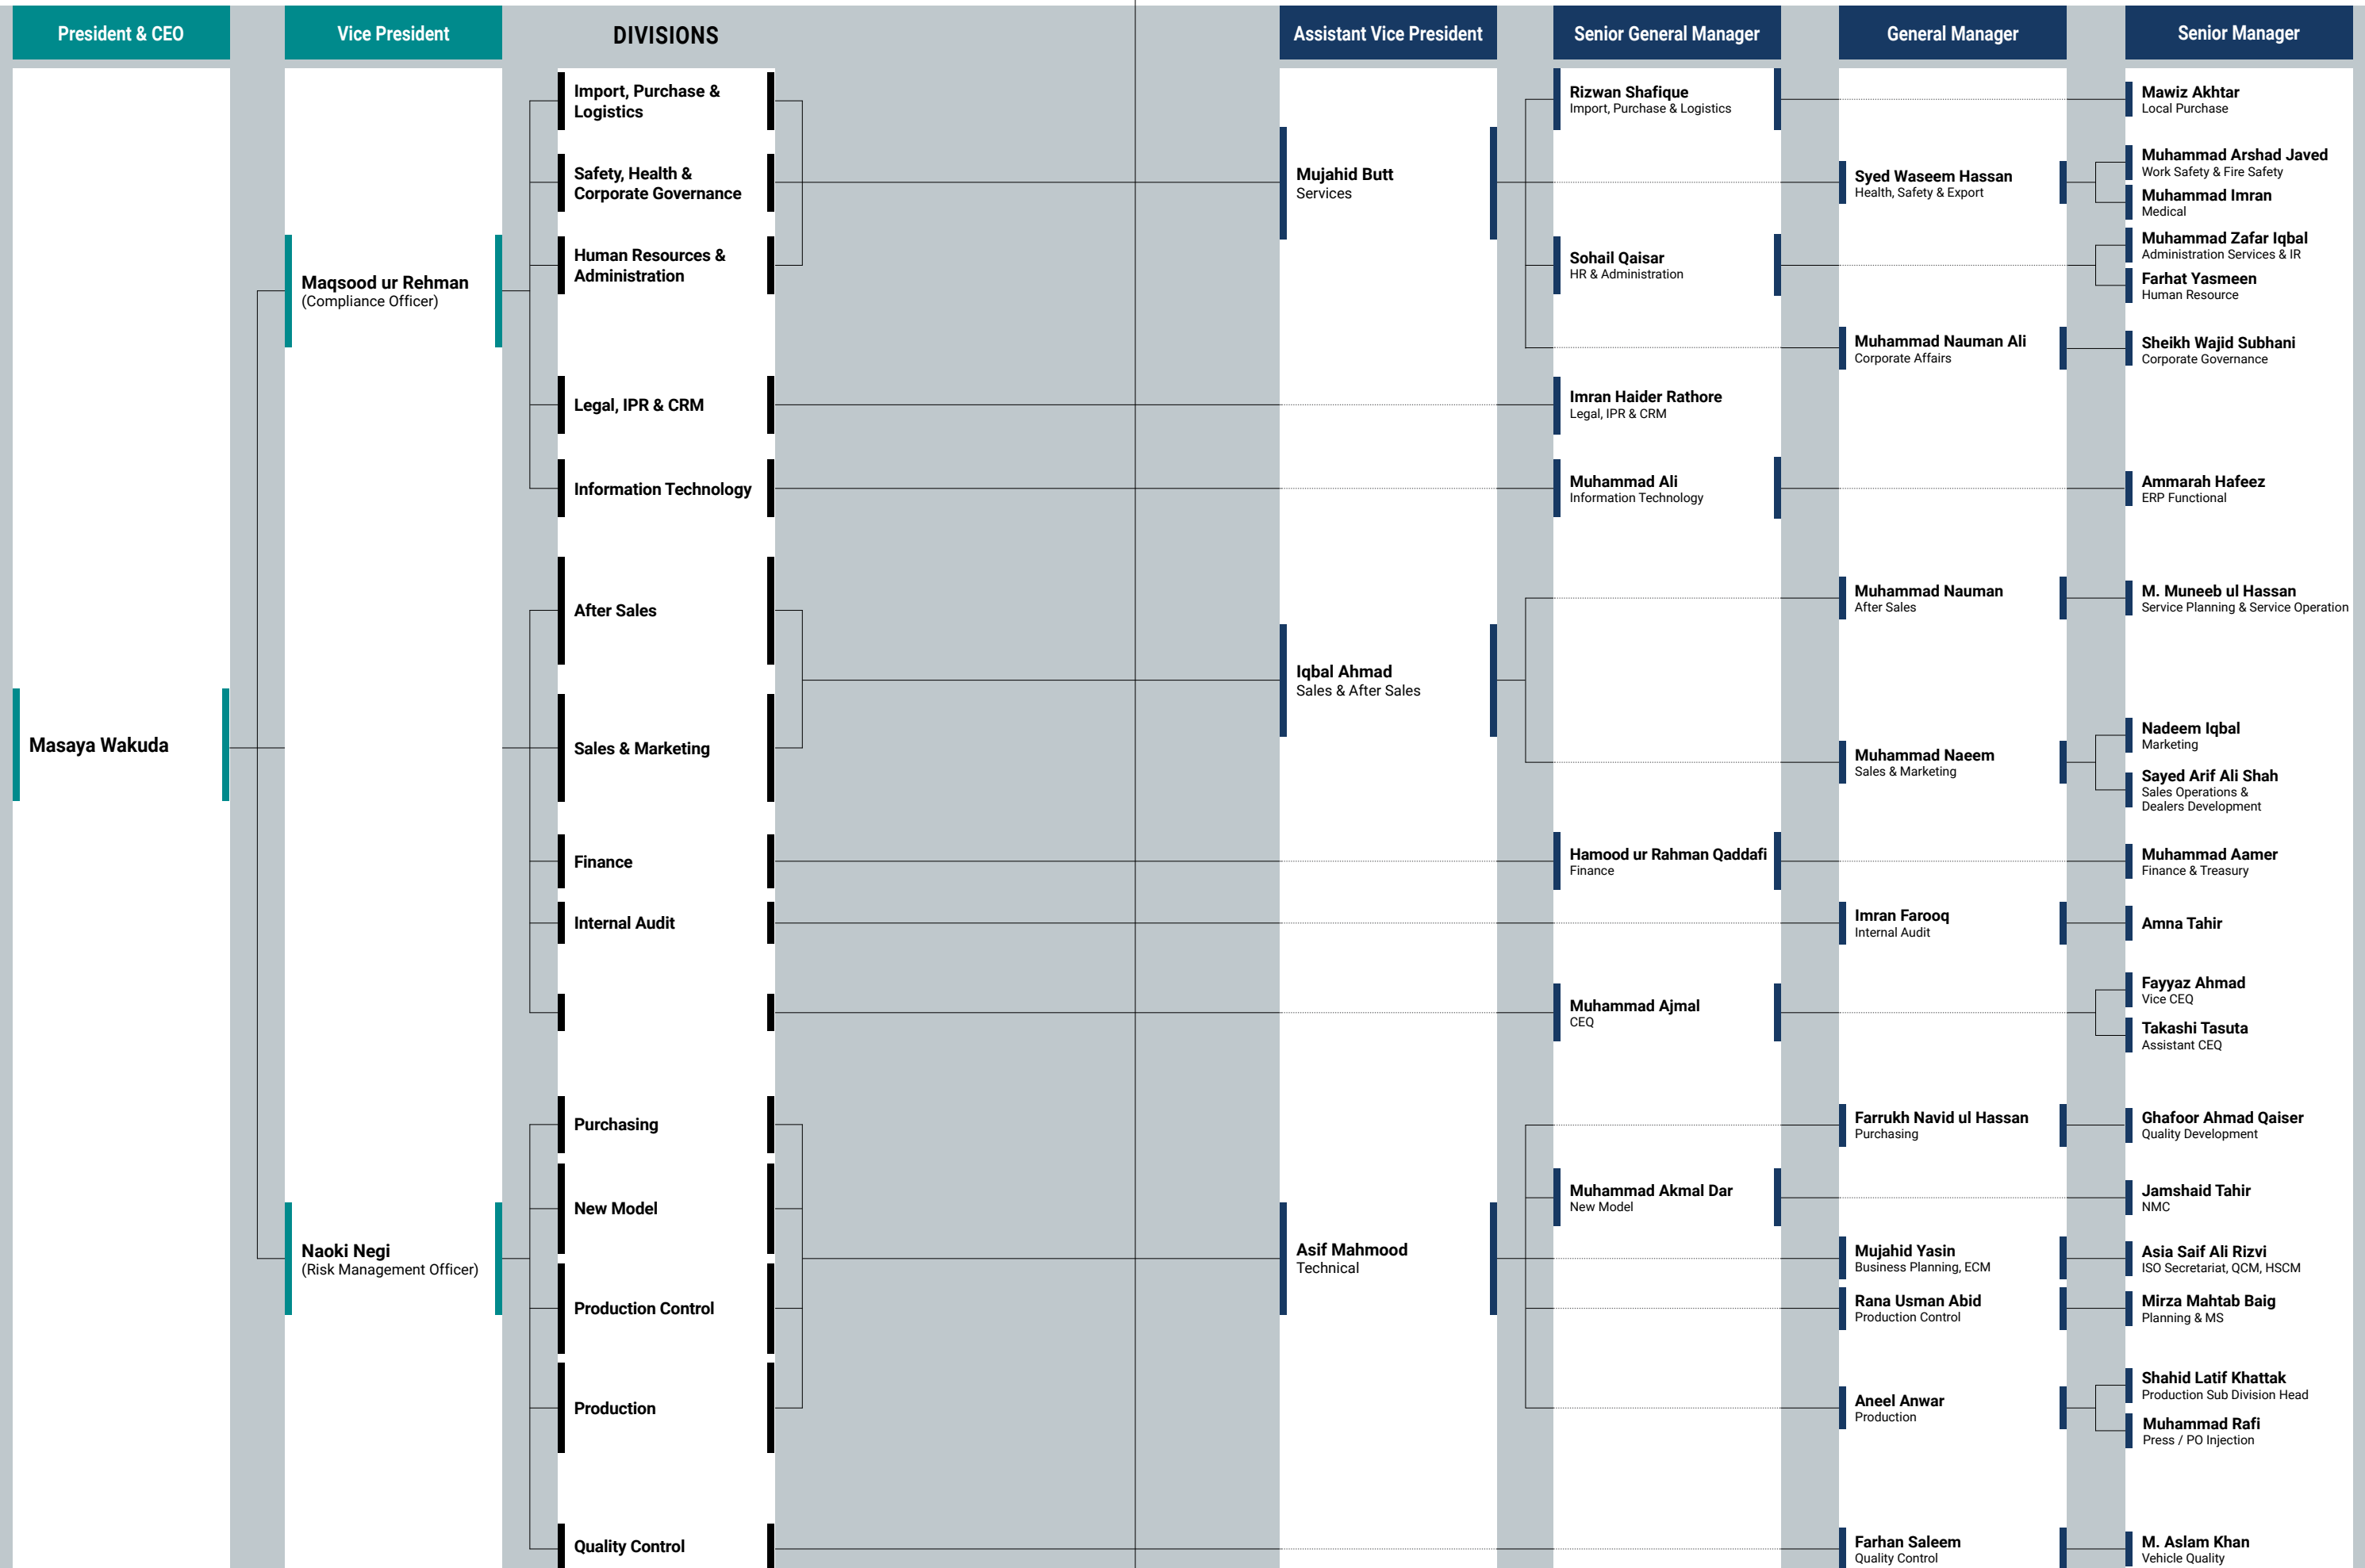 President & CEO
Vice President
DIVISIONS
Assistant Vice President
Senior General Manager
General Manager
Senior Manager
Masaya Wakuda
Maqsood ur Rehman
(Compliance Officer)
Naoki Negi
(Risk Management Officer)
Import, Purchase &
Logistics
Safety, Health &
Corporate Governance
Human Resources &
Administration
Legal, IPR & CRM
Information Technology
After Sales
Sales & Marketing
Finance
Internal Audit
Purchasing
New Model
Production Control
Production
Quality Control
Mujahid Butt
Services
Iqbal Ahmad
Sales & After Sales
Asif Mahmood
Technical
Rizwan Shafique
Import, Purchase & Logistics
Sohail Qaisar
HR & Administration
Imran Haider Rathore
Legal, IPR & CRM
Muhammad Ali
Information Technology
Hamood ur Rahman Qaddafi
Finance
Muhammad Ajmal
CEQ
Muhammad Akmal Dar
New Model
Syed Waseem Hassan
Health, Safety & Export
Muhammad Nauman Ali
Corporate Affairs
Muhammad Nauman
After Sales
Muhammad Naeem
Sales & Marketing
Imran Farooq
Internal Audit
Farrukh Navid ul Hassan
Purchasing
Mujahid Yasin
Business Planning, ECM
Rana Usman Abid
Production Control
Aneel Anwar
Production
Farhan Saleem
Quality Control
Mawiz Akhtar
Local Purchase
Muhammad Arshad Javed
Work Safety & Fire Safety
Muhammad Imran
Medical
Muhammad Zafar Iqbal
Administration Services & IR
Farhat Yasmeen
Human Resource
Sheikh Wajid Subhani
Corporate Governance
Ammarah Hafeez
ERP Functional
M. Muneeb ul Hassan
Service Planning & Service Operation
Nadeem Iqbal
Marketing
Sayed Arif Ali Shah
Sales Operations &
Dealers Development
Muhammad Aamer
Finance & Treasury
Amna Tahir
Fayyaz Ahmad
Vice CEQ
Takashi Tasuta
Assistant CEQ
Ghafoor Ahmad Qaiser
Quality Development
Jamshaid Tahir
NMC
Asia Saif Ali Rizvi
ISO Secretariat, QCM, HSCM
Mirza Mahtab Baig
Planning & MS
Shahid Latif Khattak
Production Sub Division Head
Muhammad Rafi
Press / PO Injection
M. Aslam Khan
Vehicle Quality